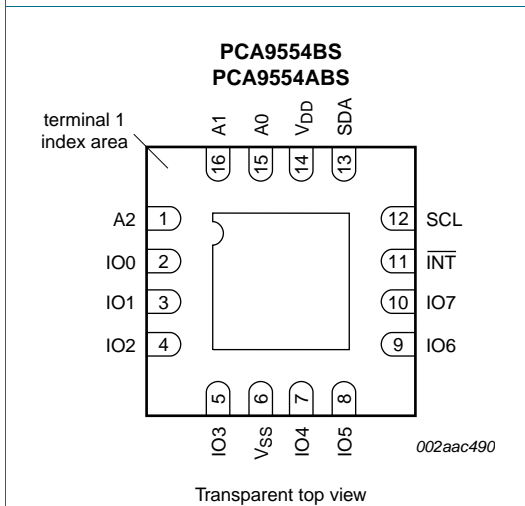 PCA9554BS
PCA9554ABS
terminal 1
index area
A1
A0
VDD
SDA
16
15
14
13
A2 1
12 SCL
IO0 2
11 INT
IO1 3
10 IO7
IO2 4
9 IO6
5
6
7
8
IO3
VSS
IO4
IO5
002aac490
Transparent top view